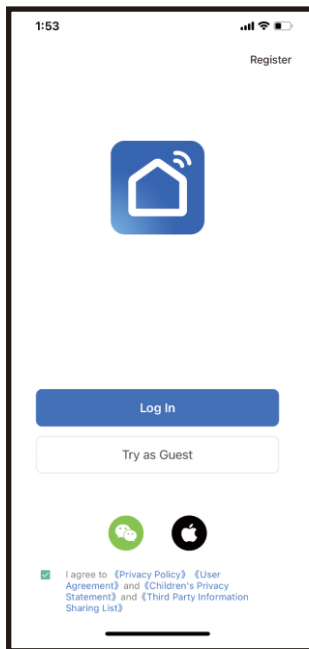 1:53
Register
Log In
Try as Guest
I agree to 《Privacy Policy》 《User
Agreement》 and 《Children's Privacy
Statement》 and 《Third Party Information
Sharing List》